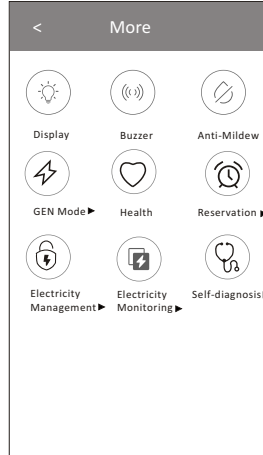 < More
Display Buzzer Anti-Mildew
GEN Mode▶ Health Reservation ▶
Electricity Electricity Self-diagnosis
Management▶ Monitoring▶